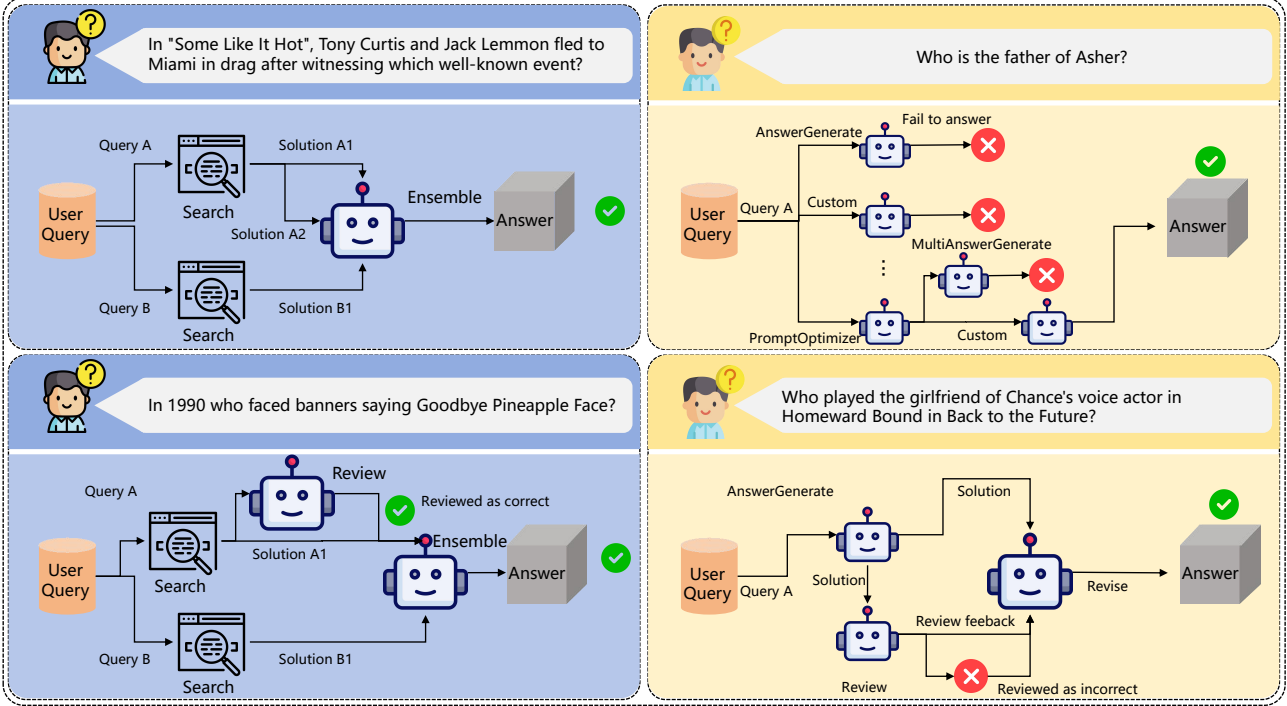 In "Some Like It Hot", Tony Curtis and Jack Lemmon fled to
Miami in drag after witnessing which well-known event?
Query A
Solution A1
Search
User
Query
Ensemble
Answer
Solution A2
Query B
Solution B1
Search
Who is the father of Asher?
Fail to answer
AnswerGenerate
User
Query
Query A
Custom
MultiAnswerGenerate
⋮
PromptOptimizer
Custom
Answer
In 1990 who faced banners saying Goodbye Pineapple Face?
Review
Query A
Reviewed as correct
Solution A1
Ensemble
User
Query
Search
Answer
Query B
Solution B1
Search
Who played the girlfriend of Chance's voice actor in
Homeward Bound in Back to the Future?
AnswerGenerate
Solution
User
Query
Query A
Solution
Revise
Answer
Review feeback
Review
Reviewed as incorrect